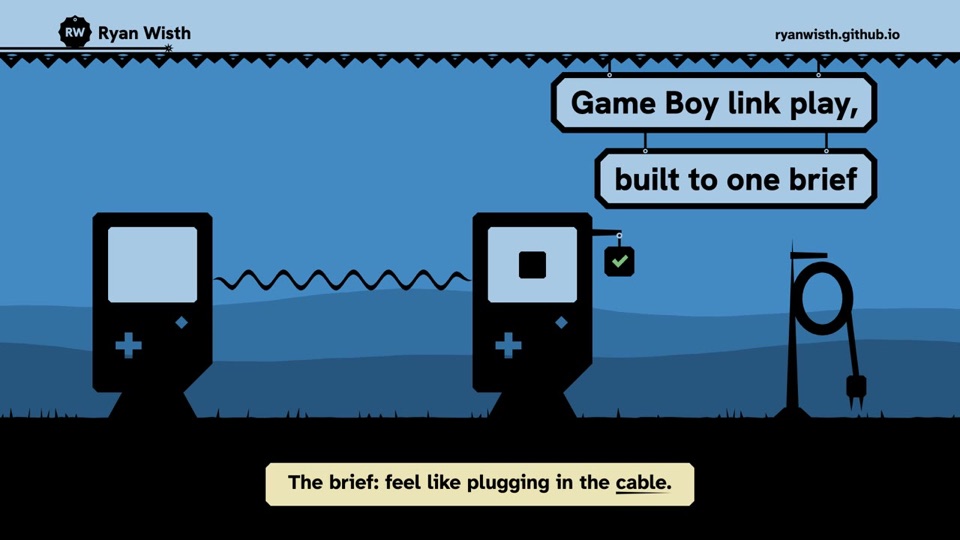 RW Ryan Wisth
ryanwisth.github.io
Game Boy link play,
built to one brief
The brief: feel like plugging in the cable.